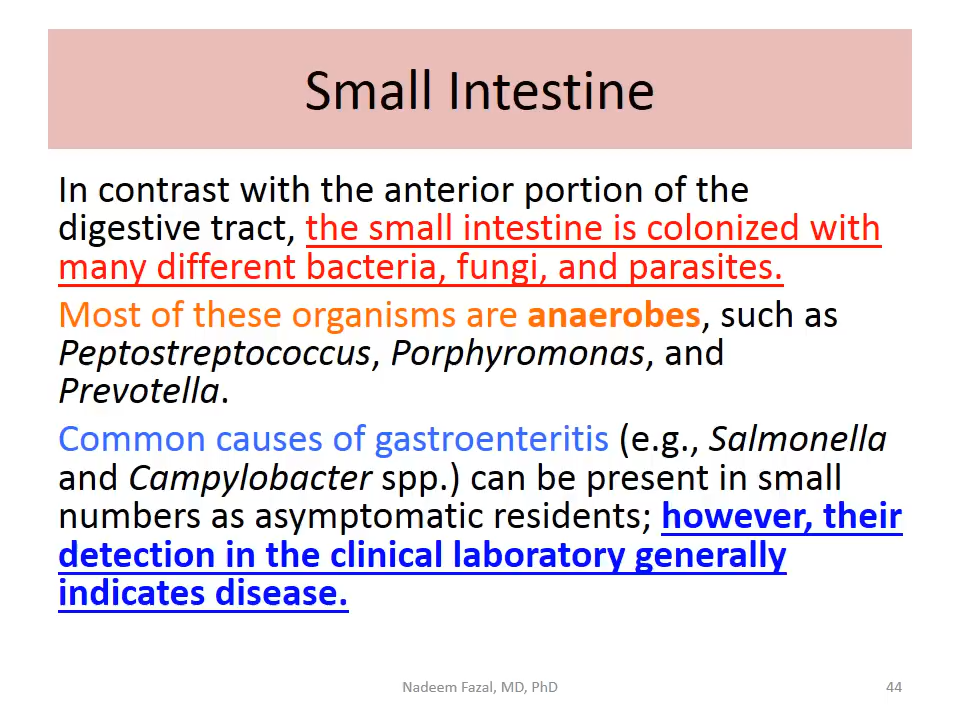 Small Intestine
In contrast with the anterior portion of the
digestive tract, the small intestine is colonized with
many different bacteria, fungi, and parasites.
Most of these organisms are anaerobes, such as
Peptostreptococcus, Porphyromonas, and
Prevotella.
Common causes of gastroenteritis (e.g., Salmonella
and Campylobacter spp.) can be present in small
numbers as asymptomatic residents; however, their
detection in the clinical laboratory generally
indicates disease.
Nadeem Fazal, MD, PhD
44